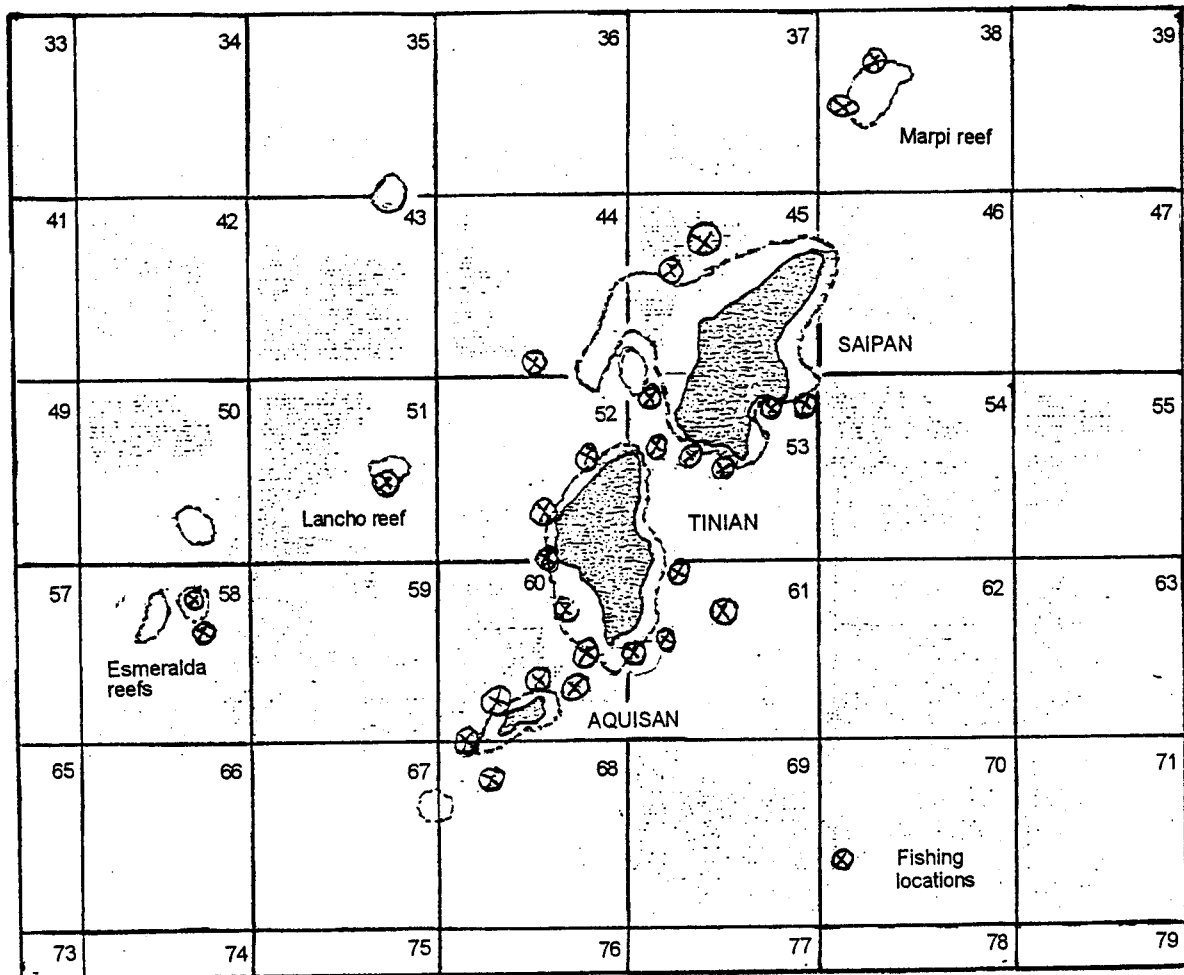 33 34 35 36 37 38 39
Marpi reef
41 42 43 44 45 46 47
SAIPAN
49 50 51 52 53 54 55
Lancho reef
TINIAN
57 58 59 60 61 62 63
Esmeralda
reefs
AQUISAN
65 66 67 68 69 70 71
Fishing
locations
73 74 75 76 77 78 79